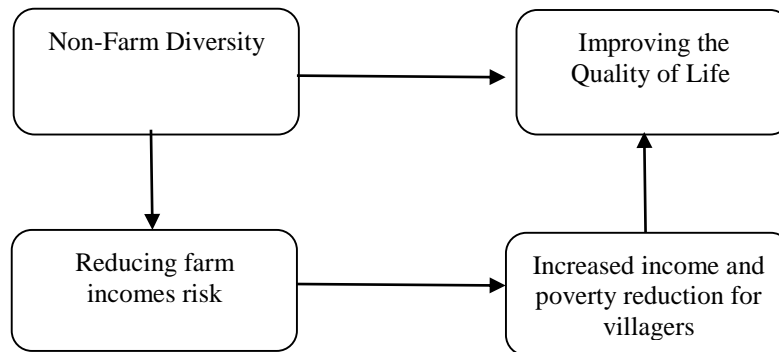 Non-Farm Diversity
Improving the
Quality of Life
Reducing farm
incomes risk
Increased income and
poverty reduction for
villagers